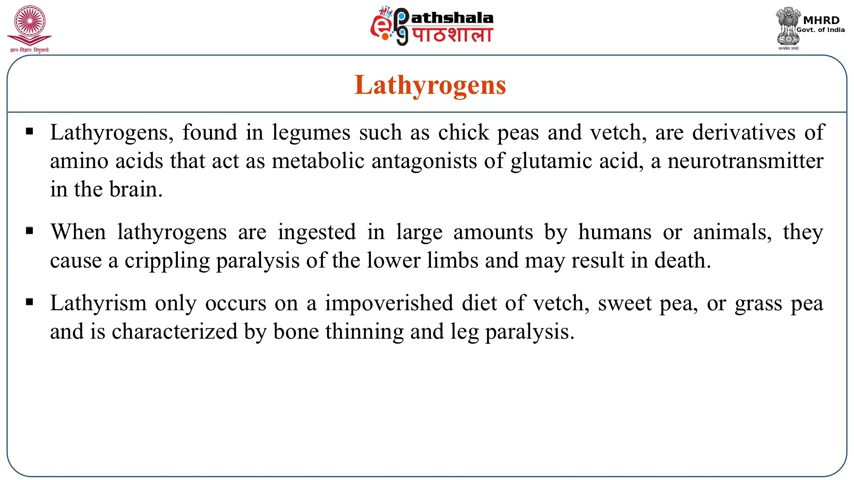 ज्ञान-विज्ञान विमुक्तये
ePathshala
पाठशाला
MHRD
Govt. of India
सत्यमेव जयते
Lathyrogens
▪ Lathyrogens, found in legumes such as chick peas and vetch, are derivatives of
amino acids that act as metabolic antagonists of glutamic acid, a neurotransmitter
in the brain.
▪ When lathyrogens are ingested in large amounts by humans or animals, they
cause a crippling paralysis of the lower limbs and may result in death.
▪ Lathyrism only occurs on a impoverished diet of vetch, sweet pea, or grass pea
and is characterized by bone thinning and leg paralysis.